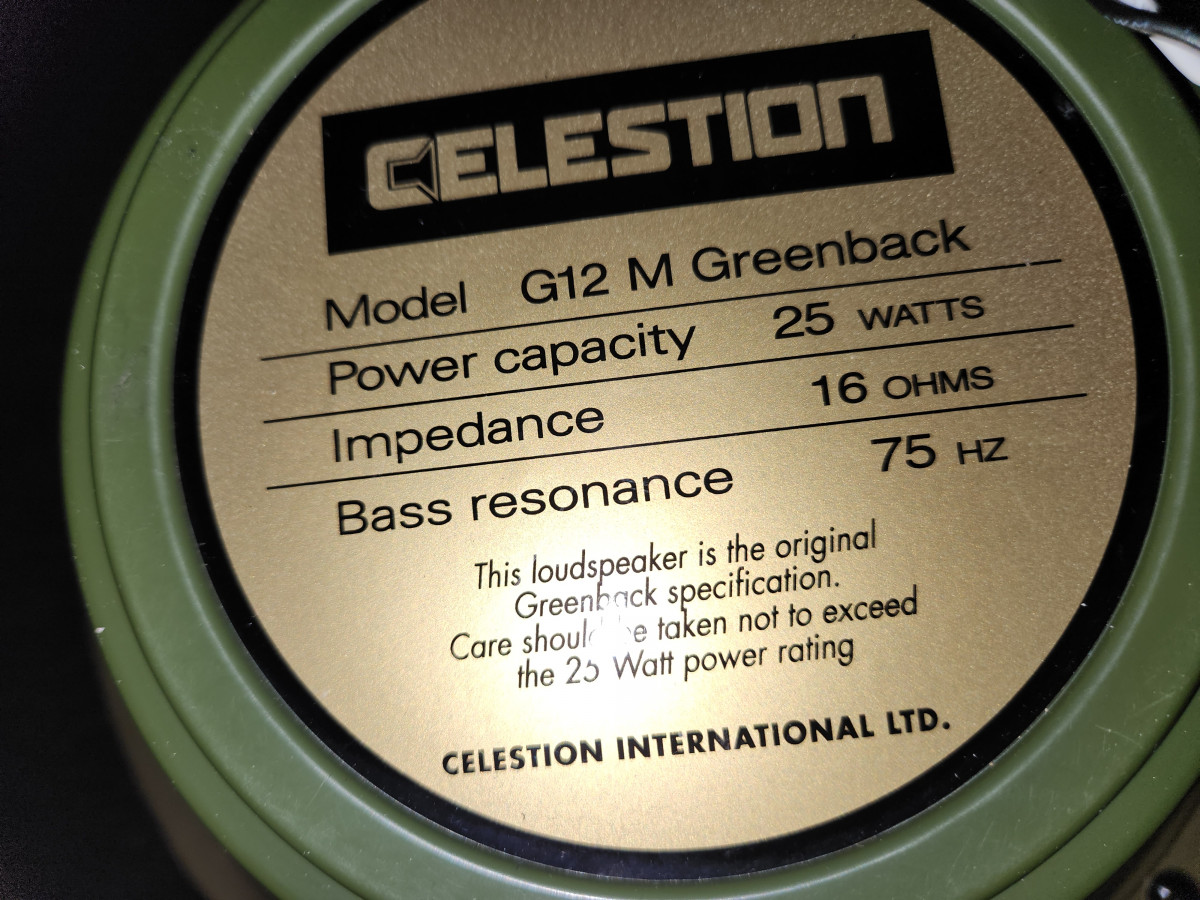 CELESTION
Model G12 M Greenback
Power capacity 25 WATTS
Impedance 16 OHMS
Bass resonance 75 HZ
This loudspeaker is the original
Greenback specification.
Care should be taken not to exceed
the 25 Watt power rating
CELESTION INTERNATIONAL LTD.